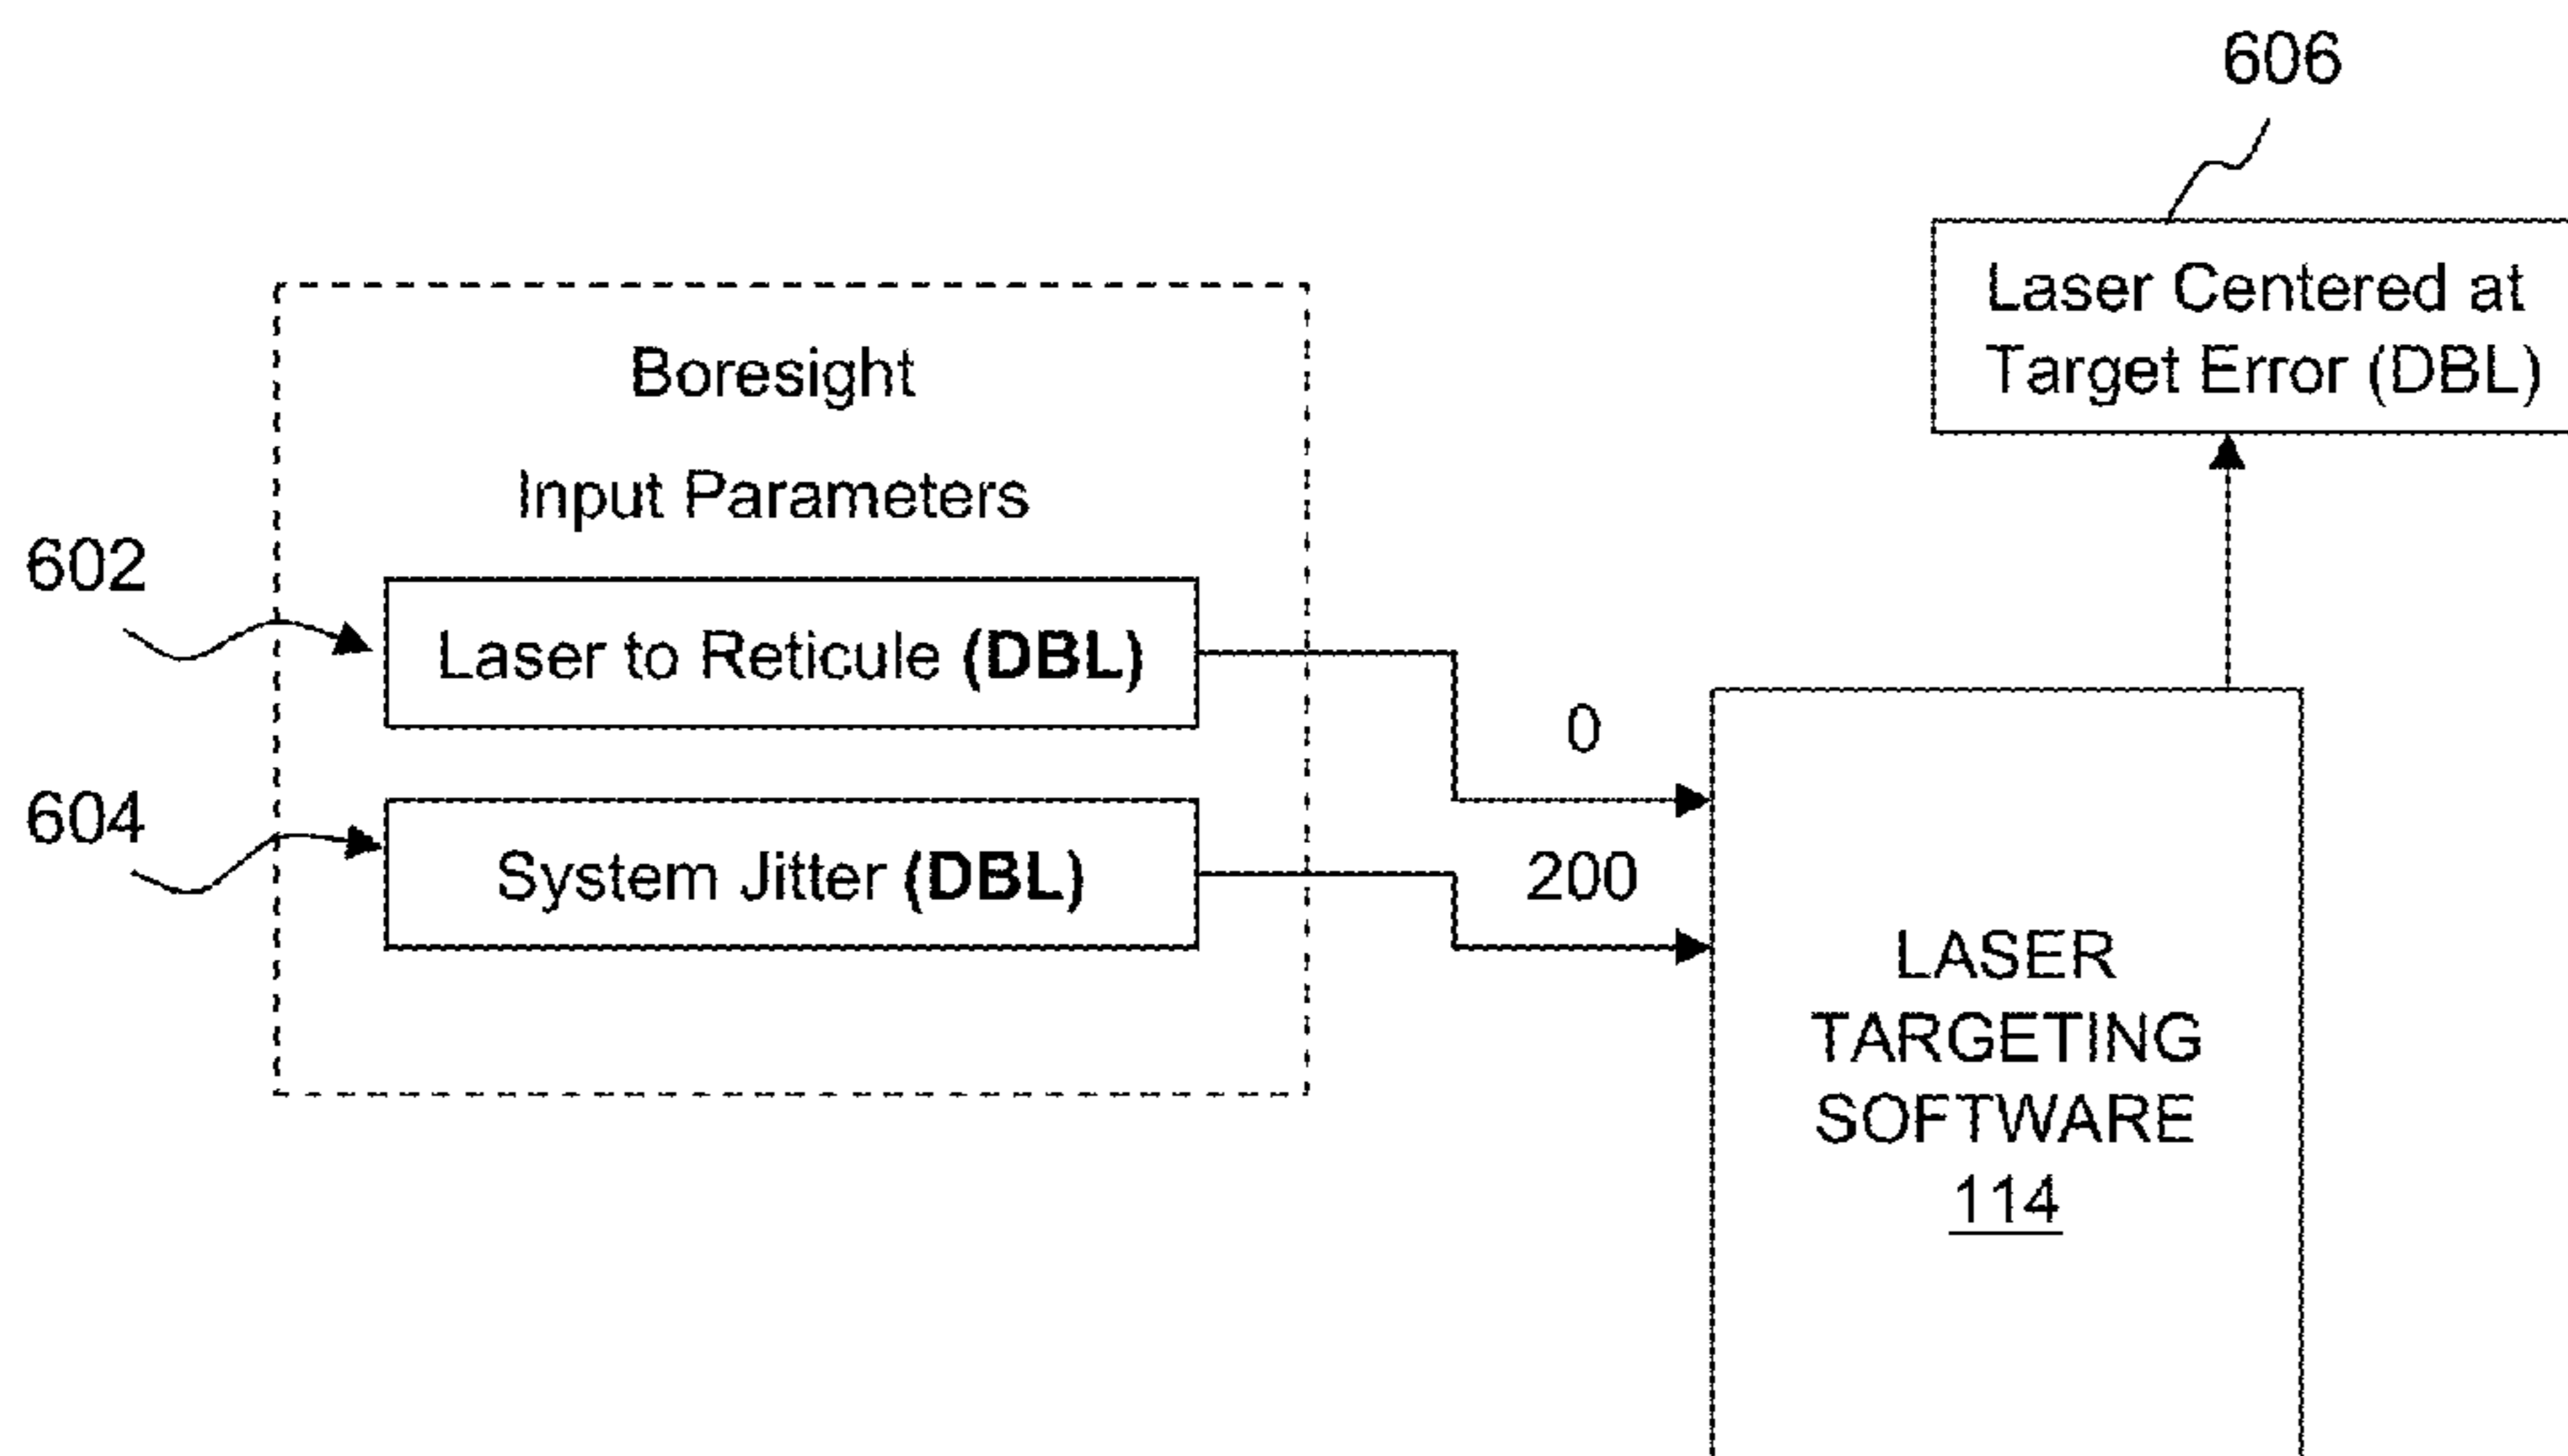 606
Laser Centered at
Target Error (DBL)
Boresight
Input Parameters
602
Laser to Reticule (DBL)
0
604
System Jitter (DBL)
200
LASER
TARGETING
SOFTWARE
114